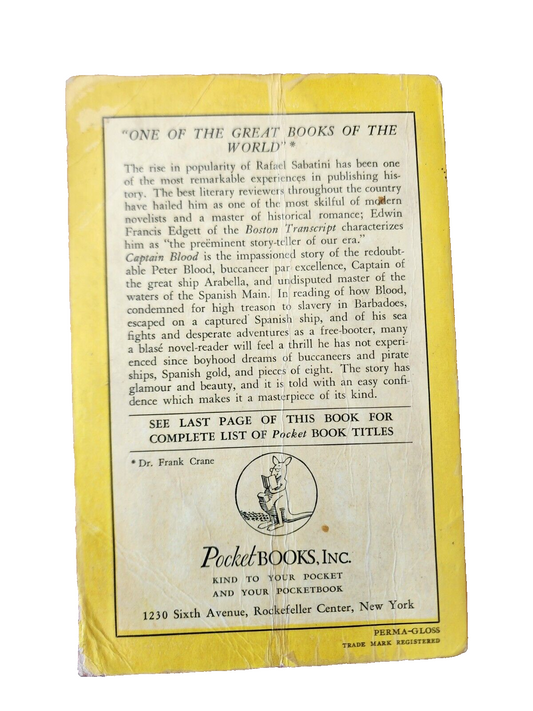 "ONE OF THE GREAT BOOKS OF THE
WORLD"*
The rise in popularity of Rafael Sabatini has been one
of the most remarkable experiences in publishing his-
tory. The best literary reviewers throughout the country
have hailed him as one of the most skilful of modern
novelists and a master of historical romance; Edwin
Francis Edgett of the Boston Transcript characterizes
him as "the preëminent story-teller of our era."
Captain Blood is the impassioned story of the redoubt-
able Peter Blood, buccaneer par excellence, Captain of
the great ship Arabella, and undisputed master of the
waters of the Spanish Main. In reading of how Blood,
condemned for high treason to slavery in Barbadoes,
escaped on a captured Spanish ship, and of his sea
fights and desperate adventures as a free-booter, many
a blasé novel-reader will feel a thrill he has not experi-
enced since boyhood dreams of buccaneers and pirate
ships, Spanish gold, and pieces of eight. The story has
glamour and beauty, and it is told with an easy confi-
dence which makes it a masterpiece of its kind.
SEE LAST PAGE OF THIS BOOK FOR
COMPLETE LIST OF Pocket BOOK TITLES
* Dr. Frank Crane
Pocket BOOKS, INC.
KIND TO YOUR POCKET
AND YOUR POCKETBOOK
1230 Sixth Avenue, Rockefeller Center, New York
PERMA-GLOSS
TRADE MARK REGISTERED